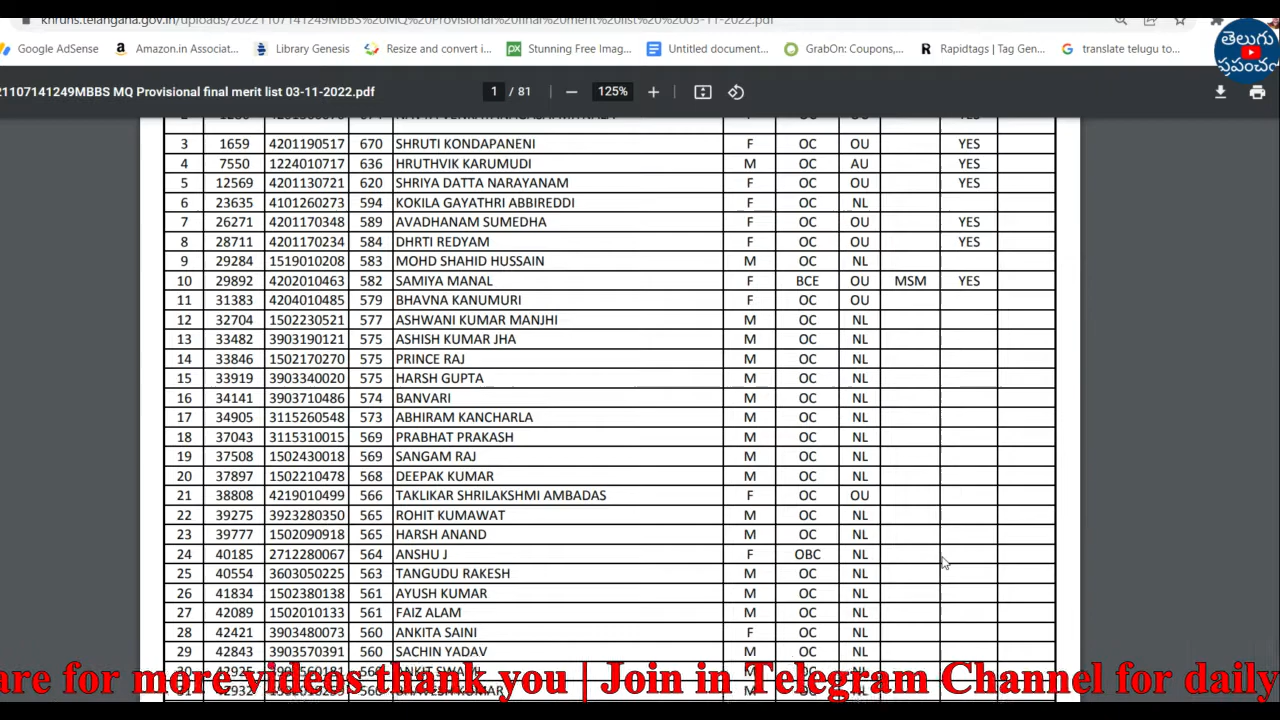 knruhs.telangana.gov.in/uploads/20221107141249MBBS%20MQ%20Provisional%20final%20merit%20list%20%2003-11-2022.pdf
Google AdSense Amazon.in Associat... Library Genesis Resize and convert i... Stunning Free Imag... Untitled document... GrabOn: Coupons,... Rapidtags | Tag Gen... translate telugu to...
తెలుగు
ప్రపంచం
21107141249MBBS MQ Provisional final merit list 03-11-2022.pdf 1 / 81 125%
3 1659 4201190517 670 SHRUTI KONDAPANENI F OC OU YES
4 7550 1224010717 636 HRUTHVIK KARUMUDI M OC AU YES
5 12569 4201130721 620 SHRIYA DATTA NARAYANAM F OC OU YES
6 23635 4101260273 594 KOKILA GAYATHRI ABBIREDDI F OC NL
7 26271 4201170348 589 AVADHANAM SUMEDHA F OC OU YES
8 28711 4201170234 584 DHRTI REDYAM F OC OU YES
9 29284 1519010208 583 MOHD SHAHID HUSSAIN M OC NL
10 29892 4202010463 582 SAMIYA MANAL F BCE OU MSM YES
11 31383 4204010485 579 BHAVNA KANUMURI F OC OU
12 32704 1502230521 577 ASHWANI KUMAR MANJHI M OC NL
13 33482 3903190121 575 ASHISH KUMAR JHA M OC NL
14 33846 1502170270 575 PRINCE RAJ M OC NL
15 33919 3903340020 575 HARSH GUPTA M OC NL
16 34141 3903710486 574 BANVARI M OC NL
17 34905 3115260548 573 ABHIRAM KANCHARLA M OC NL
18 37043 3115310015 569 PRABHAT PRAKASH M OC NL
19 37508 1502430018 569 SANGAM RAJ M OC NL
20 37897 1502210478 568 DEEPAK KUMAR M OC NL
21 38808 4219010499 566 TAKLIKAR SHRILAKSHMI AMBADAS F OC OU
22 39275 3923280350 565 ROHIT KUMAWAT M OC NL
23 39777 1502090918 565 HARSH ANAND M OC NL
24 40185 2712280067 564 ANSHU J F OBC NL
25 40554 3603050225 563 TANGUDU RAKESH M OC NL
26 41834 1502380138 561 AYUSH KUMAR M OC NL
27 42089 1502010133 561 FAIZ ALAM M OC NL
28 42421 3903480073 560 ANKITA SAINI F OC NL
29 42843 3903570391 560 SACHIN YADAV M OC NL
are for more videos thank you | Join in Telegram Channel for daily